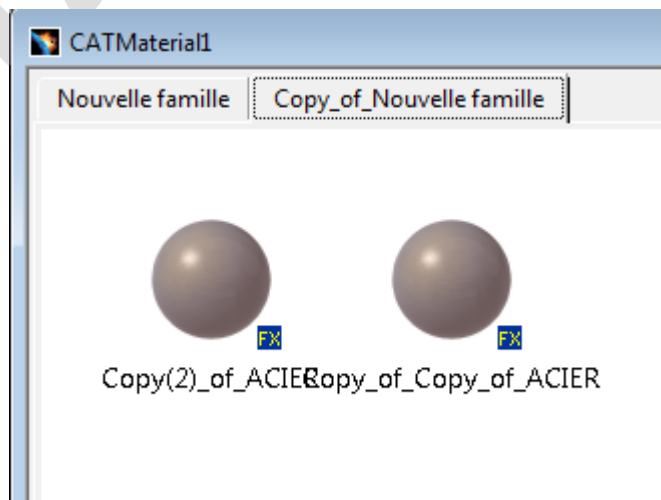 CATMaterial1
Nouvelle famille Copy_of_Nouvelle famille
FX FX
Copy(2)_of_ACIER Copy_of_Copy_of_ACIER